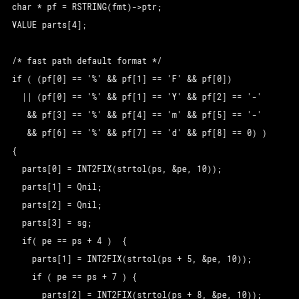 char * pf = RSTRING(fmt)->ptr;
VALUE parts[4];
/* fast path default format */
if ( (pf[0] == '%' && pf[1] == 'F' && pf[0])
|| (pf[0] == '%' && pf[1] == 'Y' && pf[2] == '-'
&& pf[3] == '%' && pf[4] == 'm' && pf[5] == '-'
&& pf[6] == '%' && pf[7] == 'd' && pf[8] == 0) )
{
parts[0] = INT2FIX(strtol(ps, &pe, 10));
parts[1] = Qnil;
parts[2] = Qnil;
parts[3] = sg;
if( pe == ps + 4 )  {
parts[1] = INT2FIX(strtol(ps + 5, &pe, 10));
if ( pe == ps + 7 ) {
parts[2] = INT2FIX(strtol(ps + 8, &pe, 10));